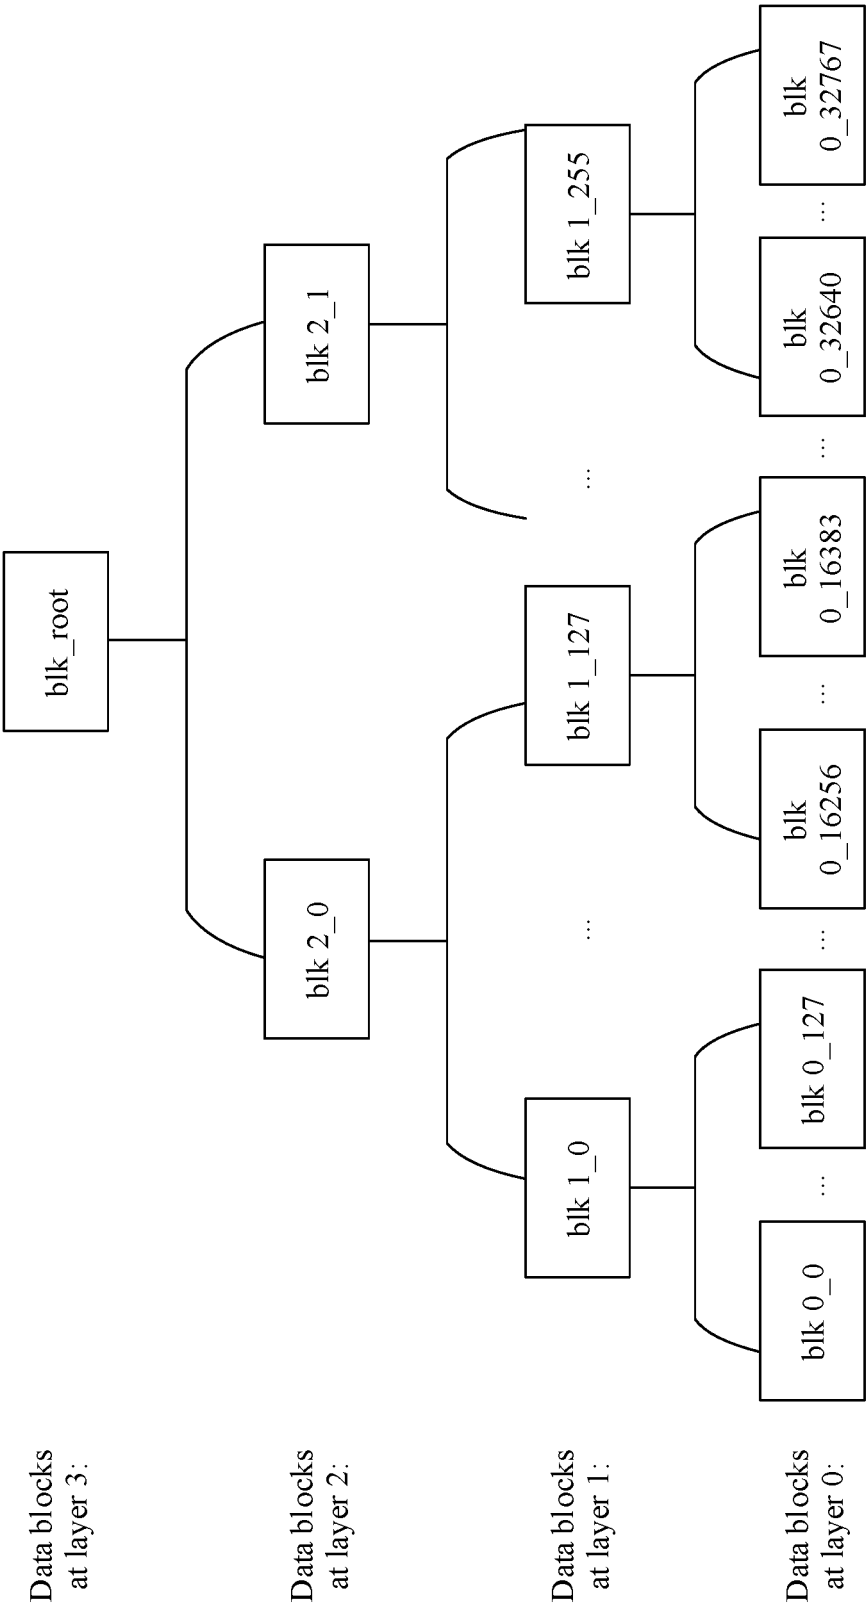 Data blocks
at layer 3:
blk_root
Data blocks
at layer 2:
blk 2_0
blk 2_1
Data blocks
at layer 1:
blk 1_0
...
blk 1_127
...
blk 1_255
Data blocks
at layer 0:
blk 0_0
...
blk 0_127
...
blk
0_16256
...
blk
0_16383
...
blk
0_32640
...
blk
0_32767